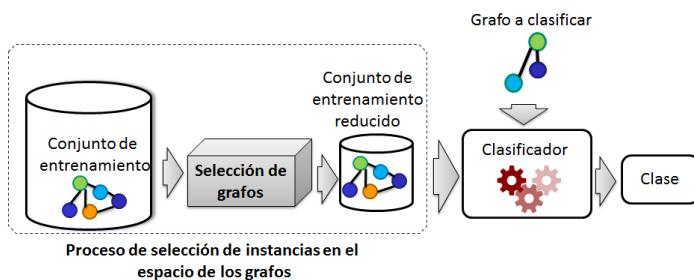 Grafo a clasificar
Conjunto de
entrenamiento
Selección de
grafos
Conjunto de
entrenamiento
reducido
Clasificador
Clase
Proceso de selección de instancias en el
espacio de los grafos